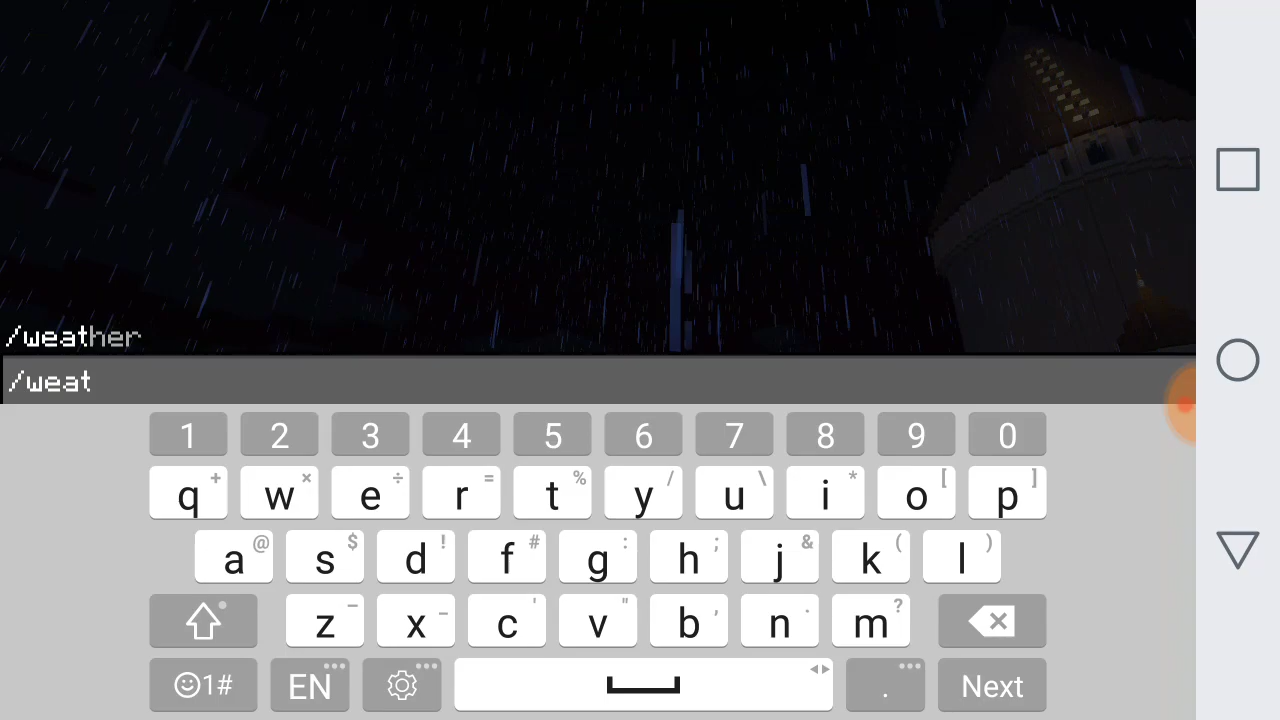 /weather
/weat
1 2 3 4 5 6 7 8 9 0
q + w × e ÷ r = t % y / u \ i * o [ p ]
a @ s $ d ! f # g : h ; j & k ( l )
z – x - c ' v " b , n . m ?
1# EN . Next